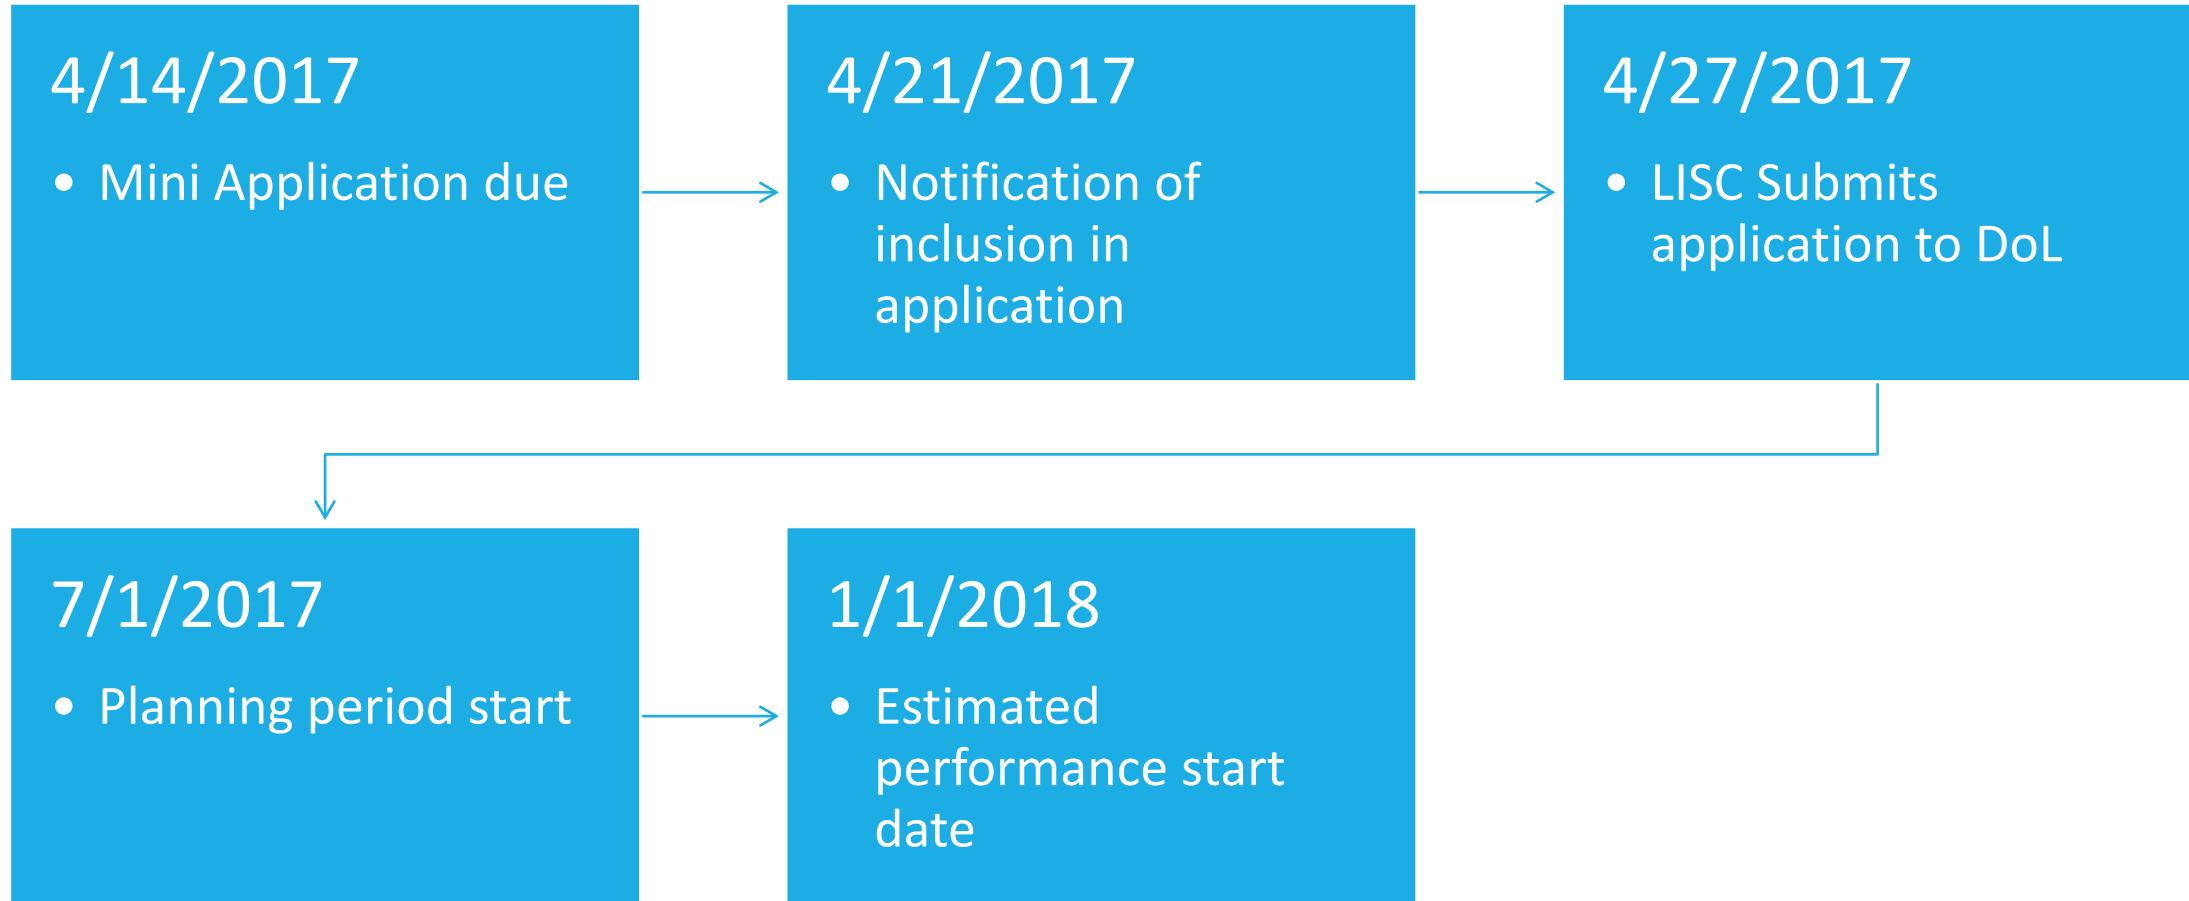 4/14/2017
• Mini Application due
4/21/2017
• Notification of
inclusion in
application
4/27/2017
• LISC Submits
application to DoL
7/1/2017
• Planning period start
1/1/2018
• Estimated
performance start
date